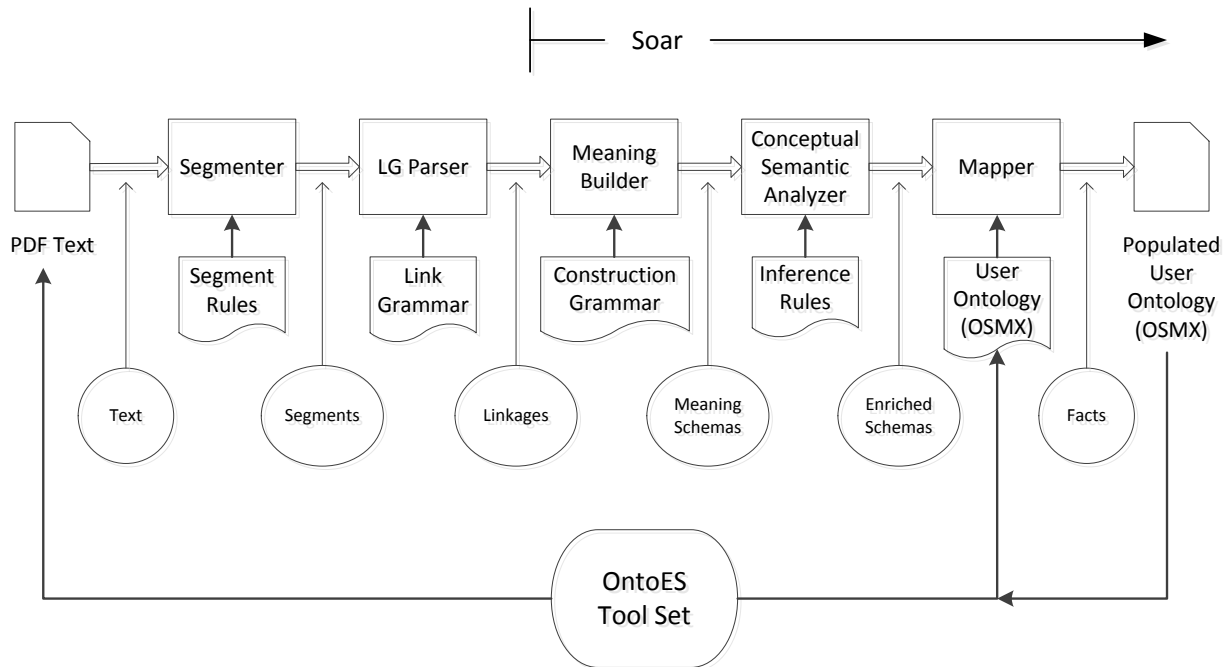 Soar
PDF Text
Segmenter
LG Parser
Meaning
Builder
Conceptual
Semantic
Analyzer
Mapper
Populated
User
Ontology
(OSMX)
Segment
Rules
Link
Grammar
Construction
Grammar
Inference
Rules
User
Ontology
(OSMX)
Text
Segments
Linkages
Meaning
Schemas
Enriched
Schemas
Facts
OntoES
Tool Set